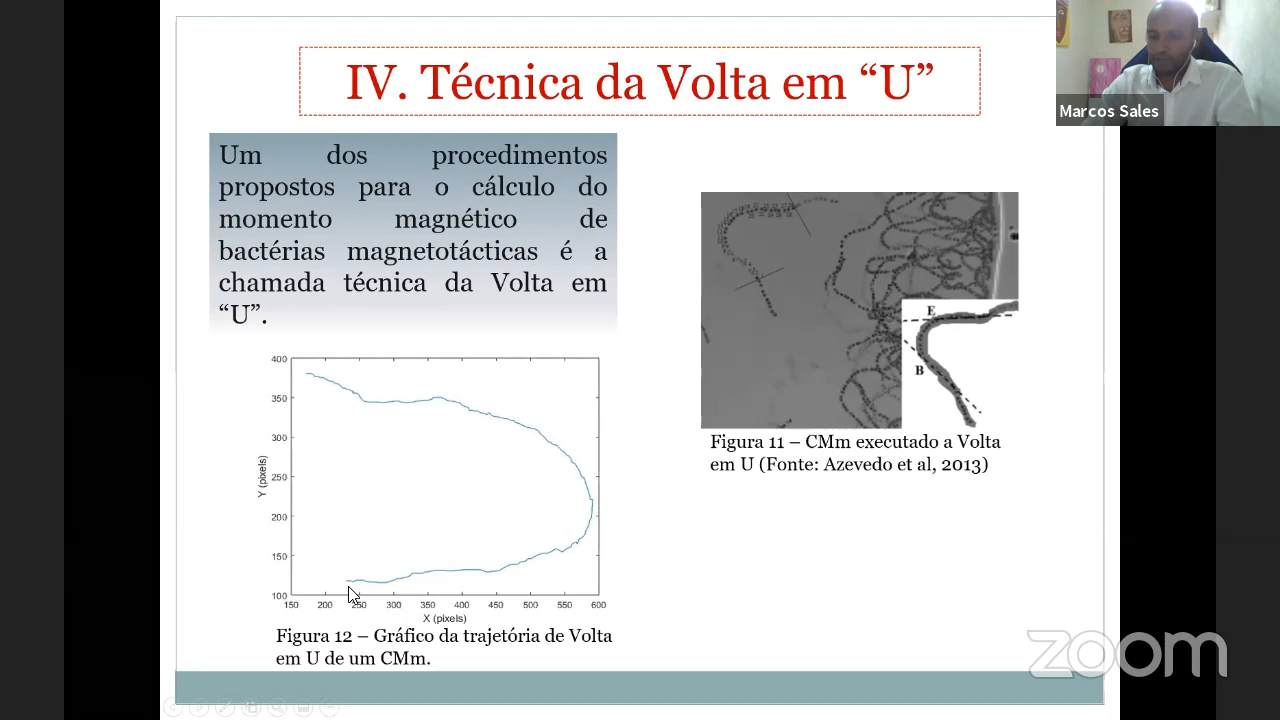 IV. Técnica da Volta em “U”
Marcos Sales
Um dos procedimentos
propostos para o cálculo do
momento magnético de
bactérias magnetotácticas é a
chamada técnica da Volta em
“U”.
E
B
Figura 11 – CMm executado a Volta
em U (Fonte: Azevedo et al, 2013)
400
350
300
250
200
150
100
Y (pixels)
150 200 250 300 350 400 450 500 550 600
X (pixels)
Figura 12 – Gráfico da trajetória de Volta
em U de um CMm.
zoom